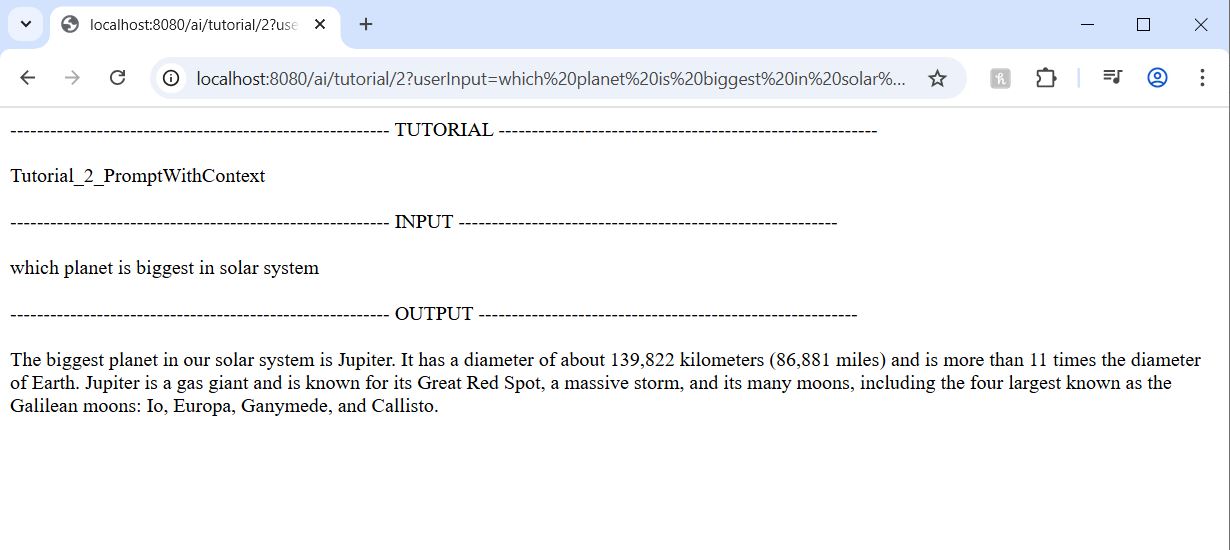 localhost:8080/ai/tutorial/2?use
localhost:8080/ai/tutorial/2?userInput=which%20planet%20is%20biggest%20in%20solar%...
--------------------------------------------------------- TUTORIAL ---------------------------------------------------------
Tutorial_2_PromptWithContext
--------------------------------------------------------- INPUT ---------------------------------------------------------
which planet is biggest in solar system
--------------------------------------------------------- OUTPUT ---------------------------------------------------------
The biggest planet in our solar system is Jupiter. It has a diameter of about 139,822 kilometers (86,881 miles) and is more than 11 times the diameter
of Earth. Jupiter is a gas giant and is known for its Great Red Spot, a massive storm, and its many moons, including the four largest known as the
Galilean moons: Io, Europa, Ganymede, and Callisto.